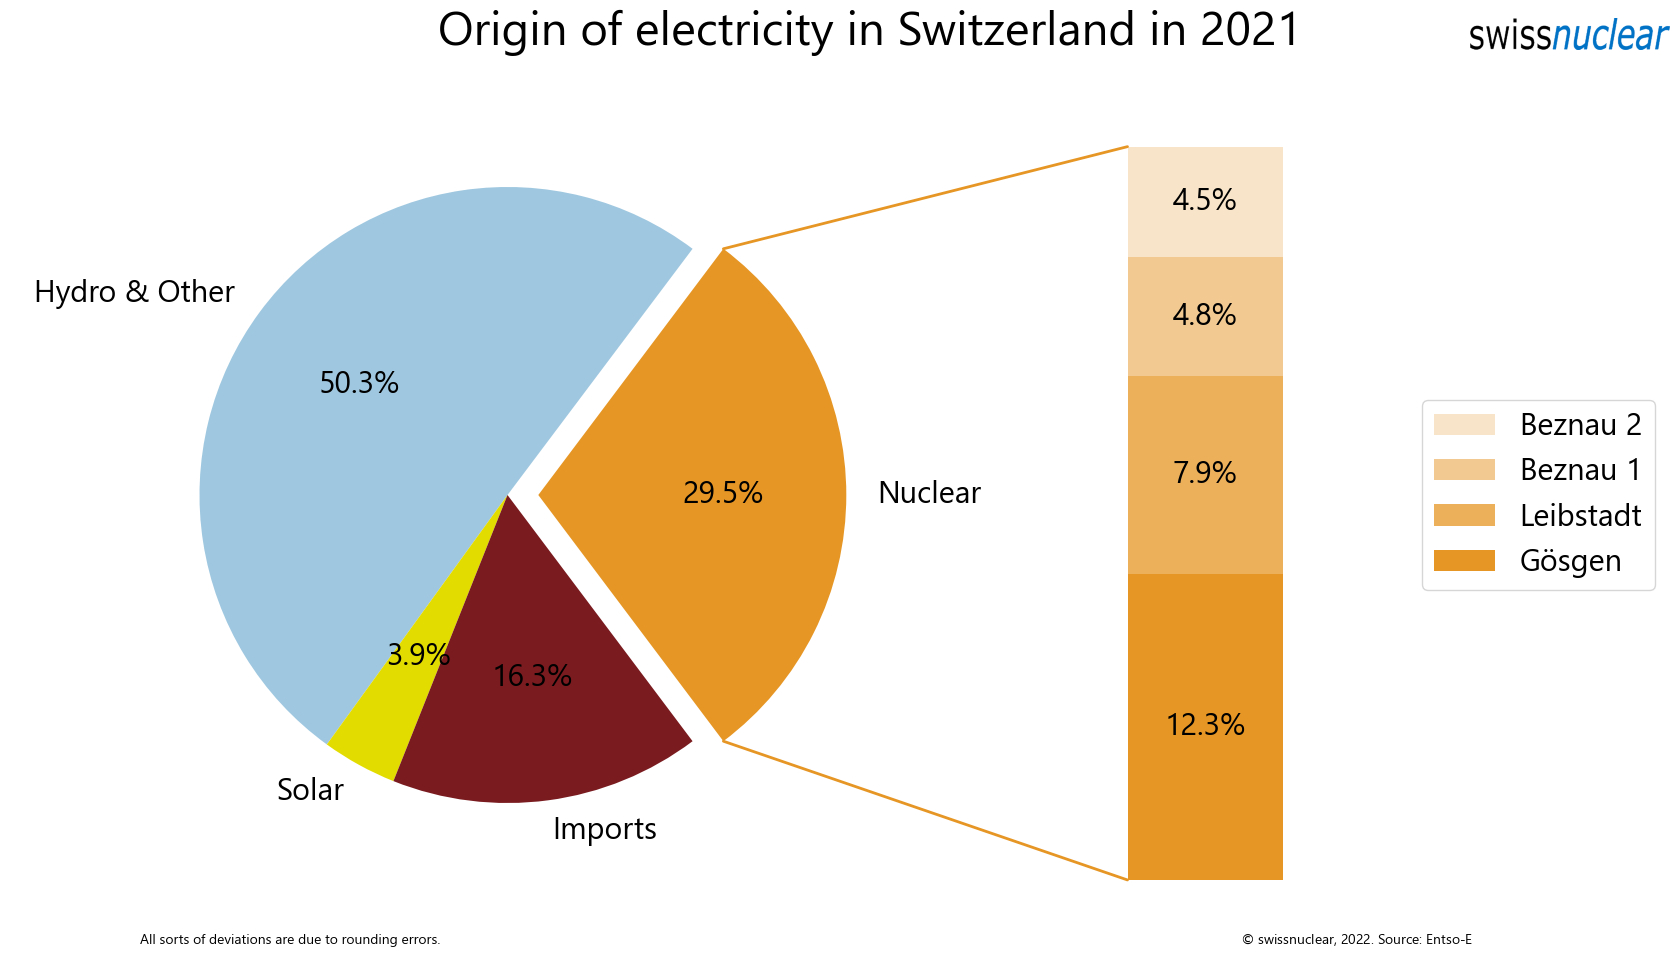 Origin of electricity in Switzerland in 2021
swissnuclear
Hydro & Other
50.3%
3.9%
Solar
16.3%
Imports
29.5%
Nuclear
4.5%
4.8%
7.9%
12.3%
Beznau 2
Beznau 1
Leibstadt
Gösgen
All sorts of deviations are due to rounding errors.
© swissnuclear, 2022. Source: Entso-E